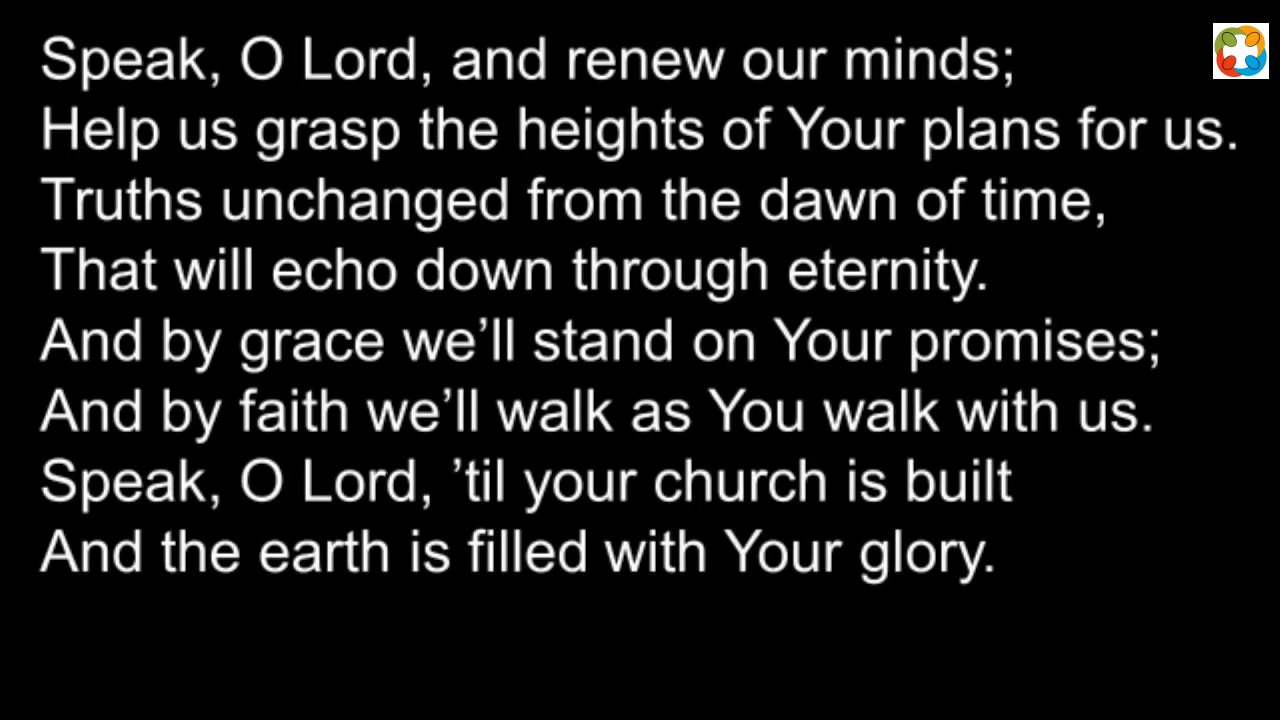 Speak, O Lord, and renew our minds;
Help us grasp the heights of Your plans for us.
Truths unchanged from the dawn of time,
That will echo down through eternity.
And by grace we’ll stand on Your promises;
And by faith we’ll walk as You walk with us.
Speak, O Lord, ’til your church is built
And the earth is filled with Your glory.